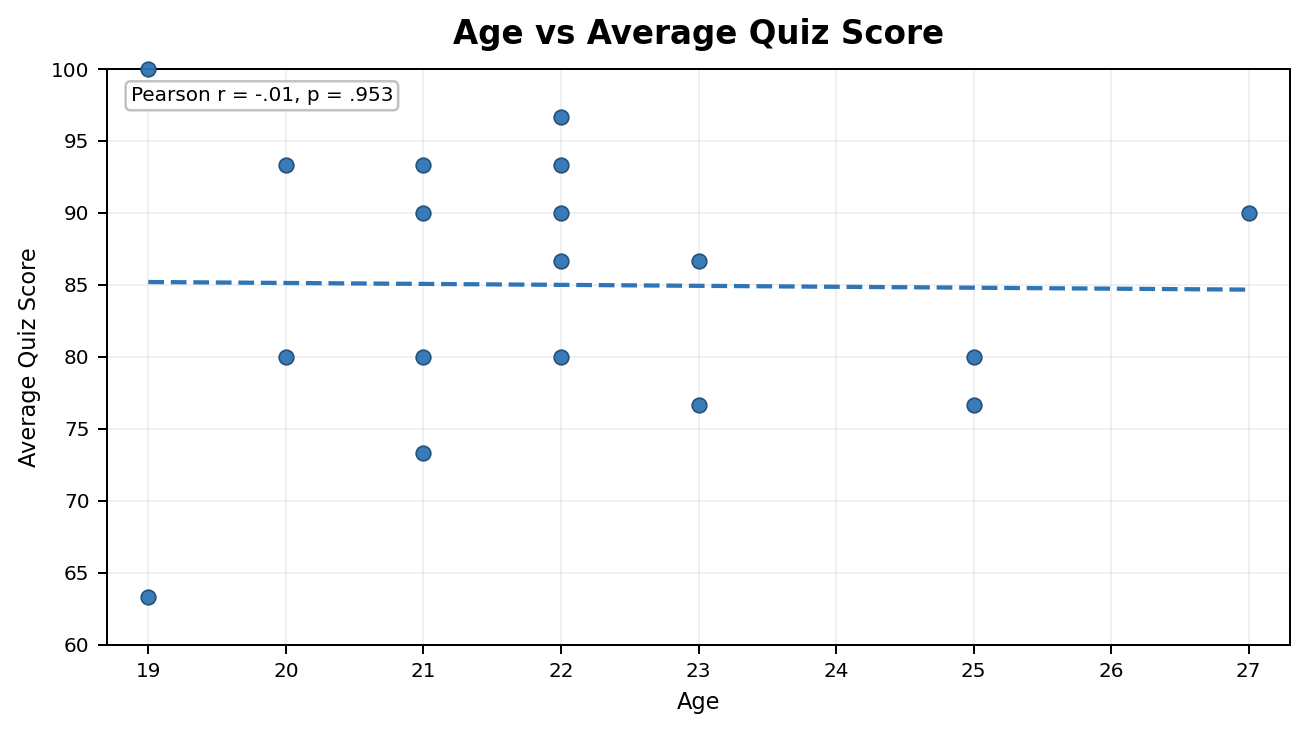 Age vs Average Quiz Score
100
Pearson r = -.01, p = .953
95
90
85
80
75
70
65
60
Average Quiz Score
19 20 21 22 23 24 25 26 27
Age